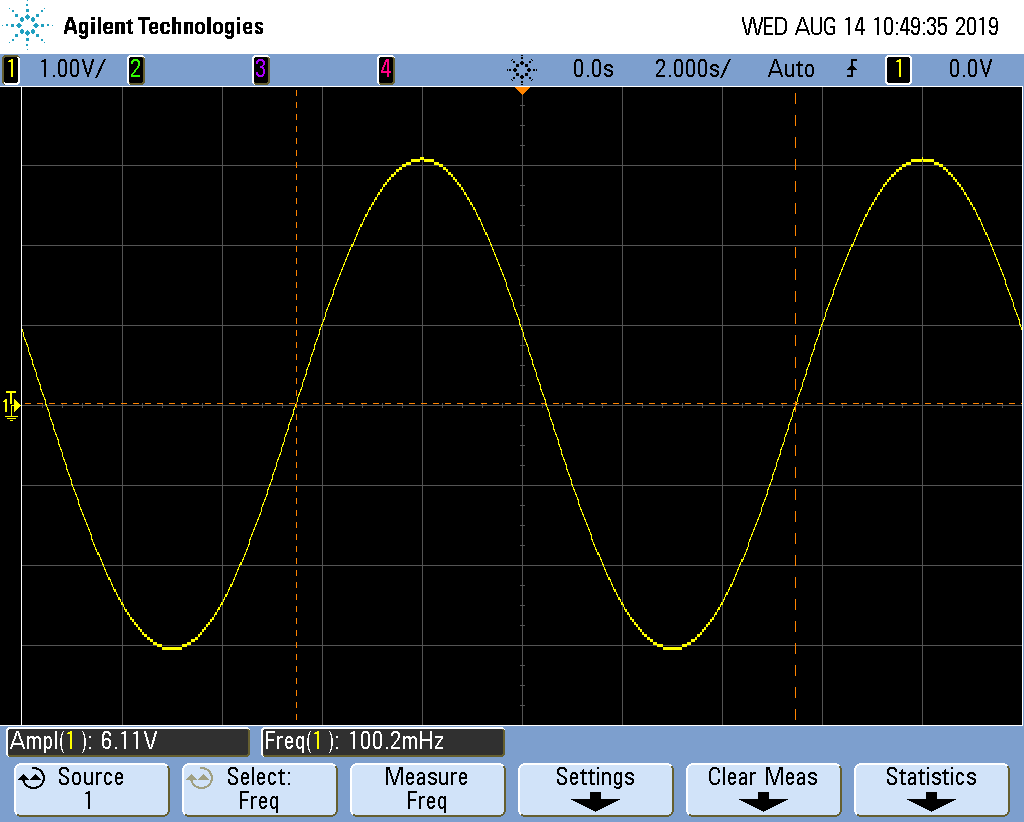 Agilent Technologies WED AUG 14 10:49:35 2019
1 1.00V/ 2 3 4 0.0s 2.000s/ Auto 1 0.0V
T
1
Ampl(1): 6.11V Freq(1): 100.2mHz
Source Select: Measure Settings Clear Meas Statistics
1 Freq Freq